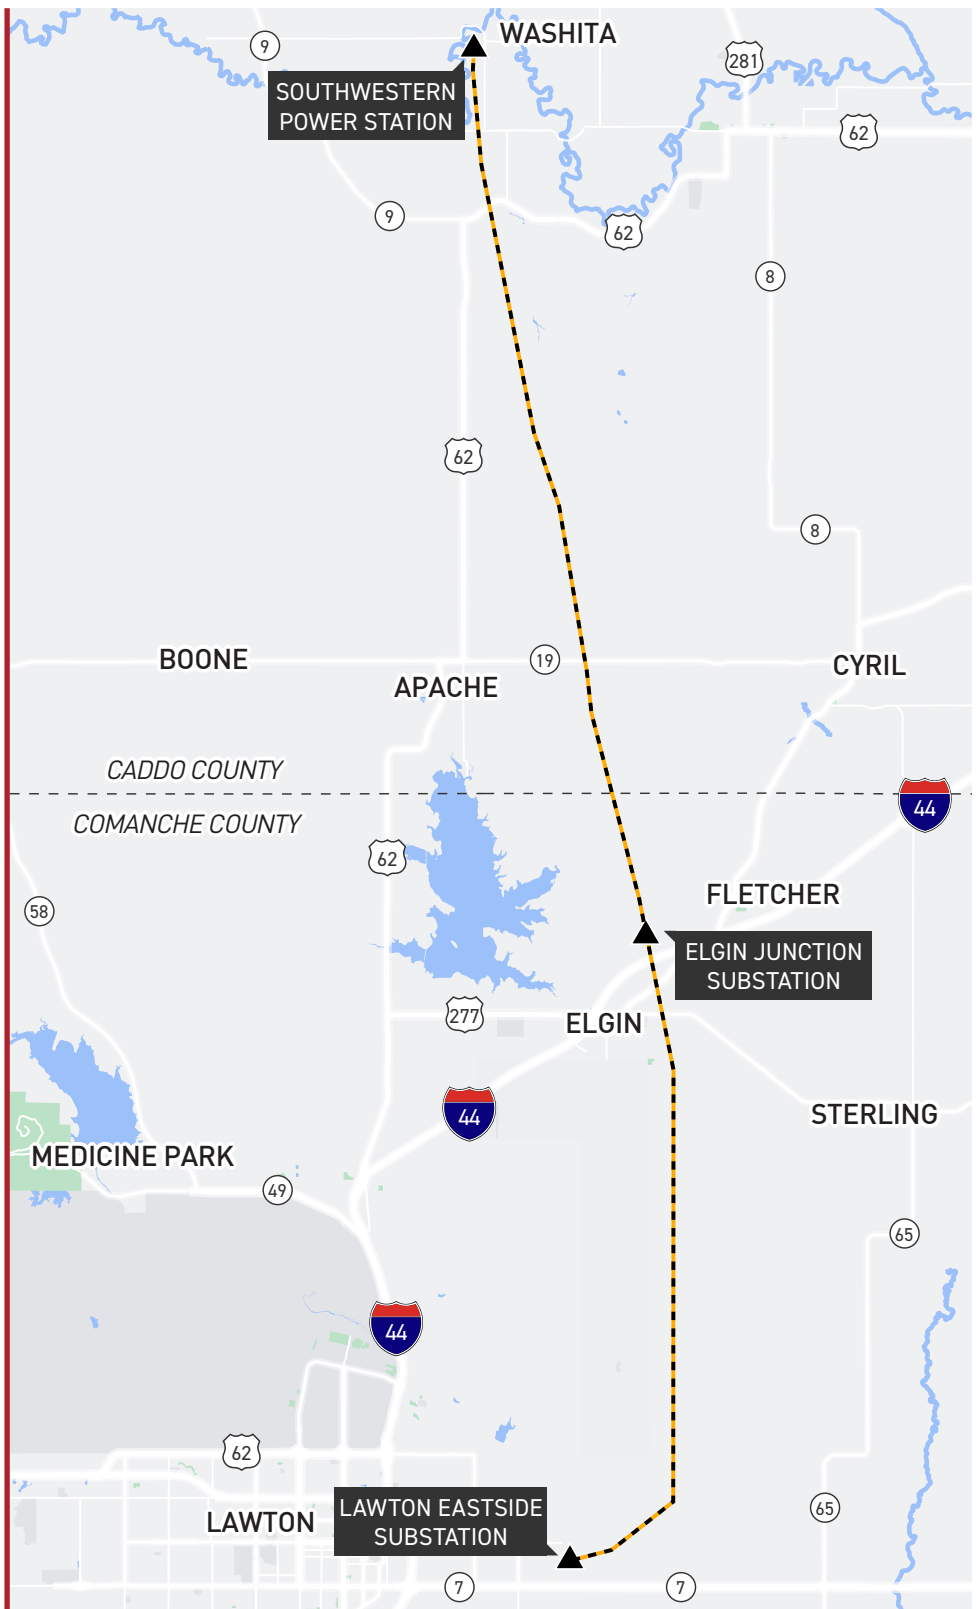 WASHITA
9
281
SOUTHWESTERN
POWER STATION
62
9
62
8
62
8
BOONE
19
CYRIL
APACHE
CADDO COUNTY
44
COMANCHE COUNTY
62
FLETCHER
58
ELGIN JUNCTION
SUBSTATION
277
ELGIN
44
STERLING
MEDICINE PARK
49
65
44
62
LAWTON EASTSIDE
SUBSTATION
65
LAWTON
7
7